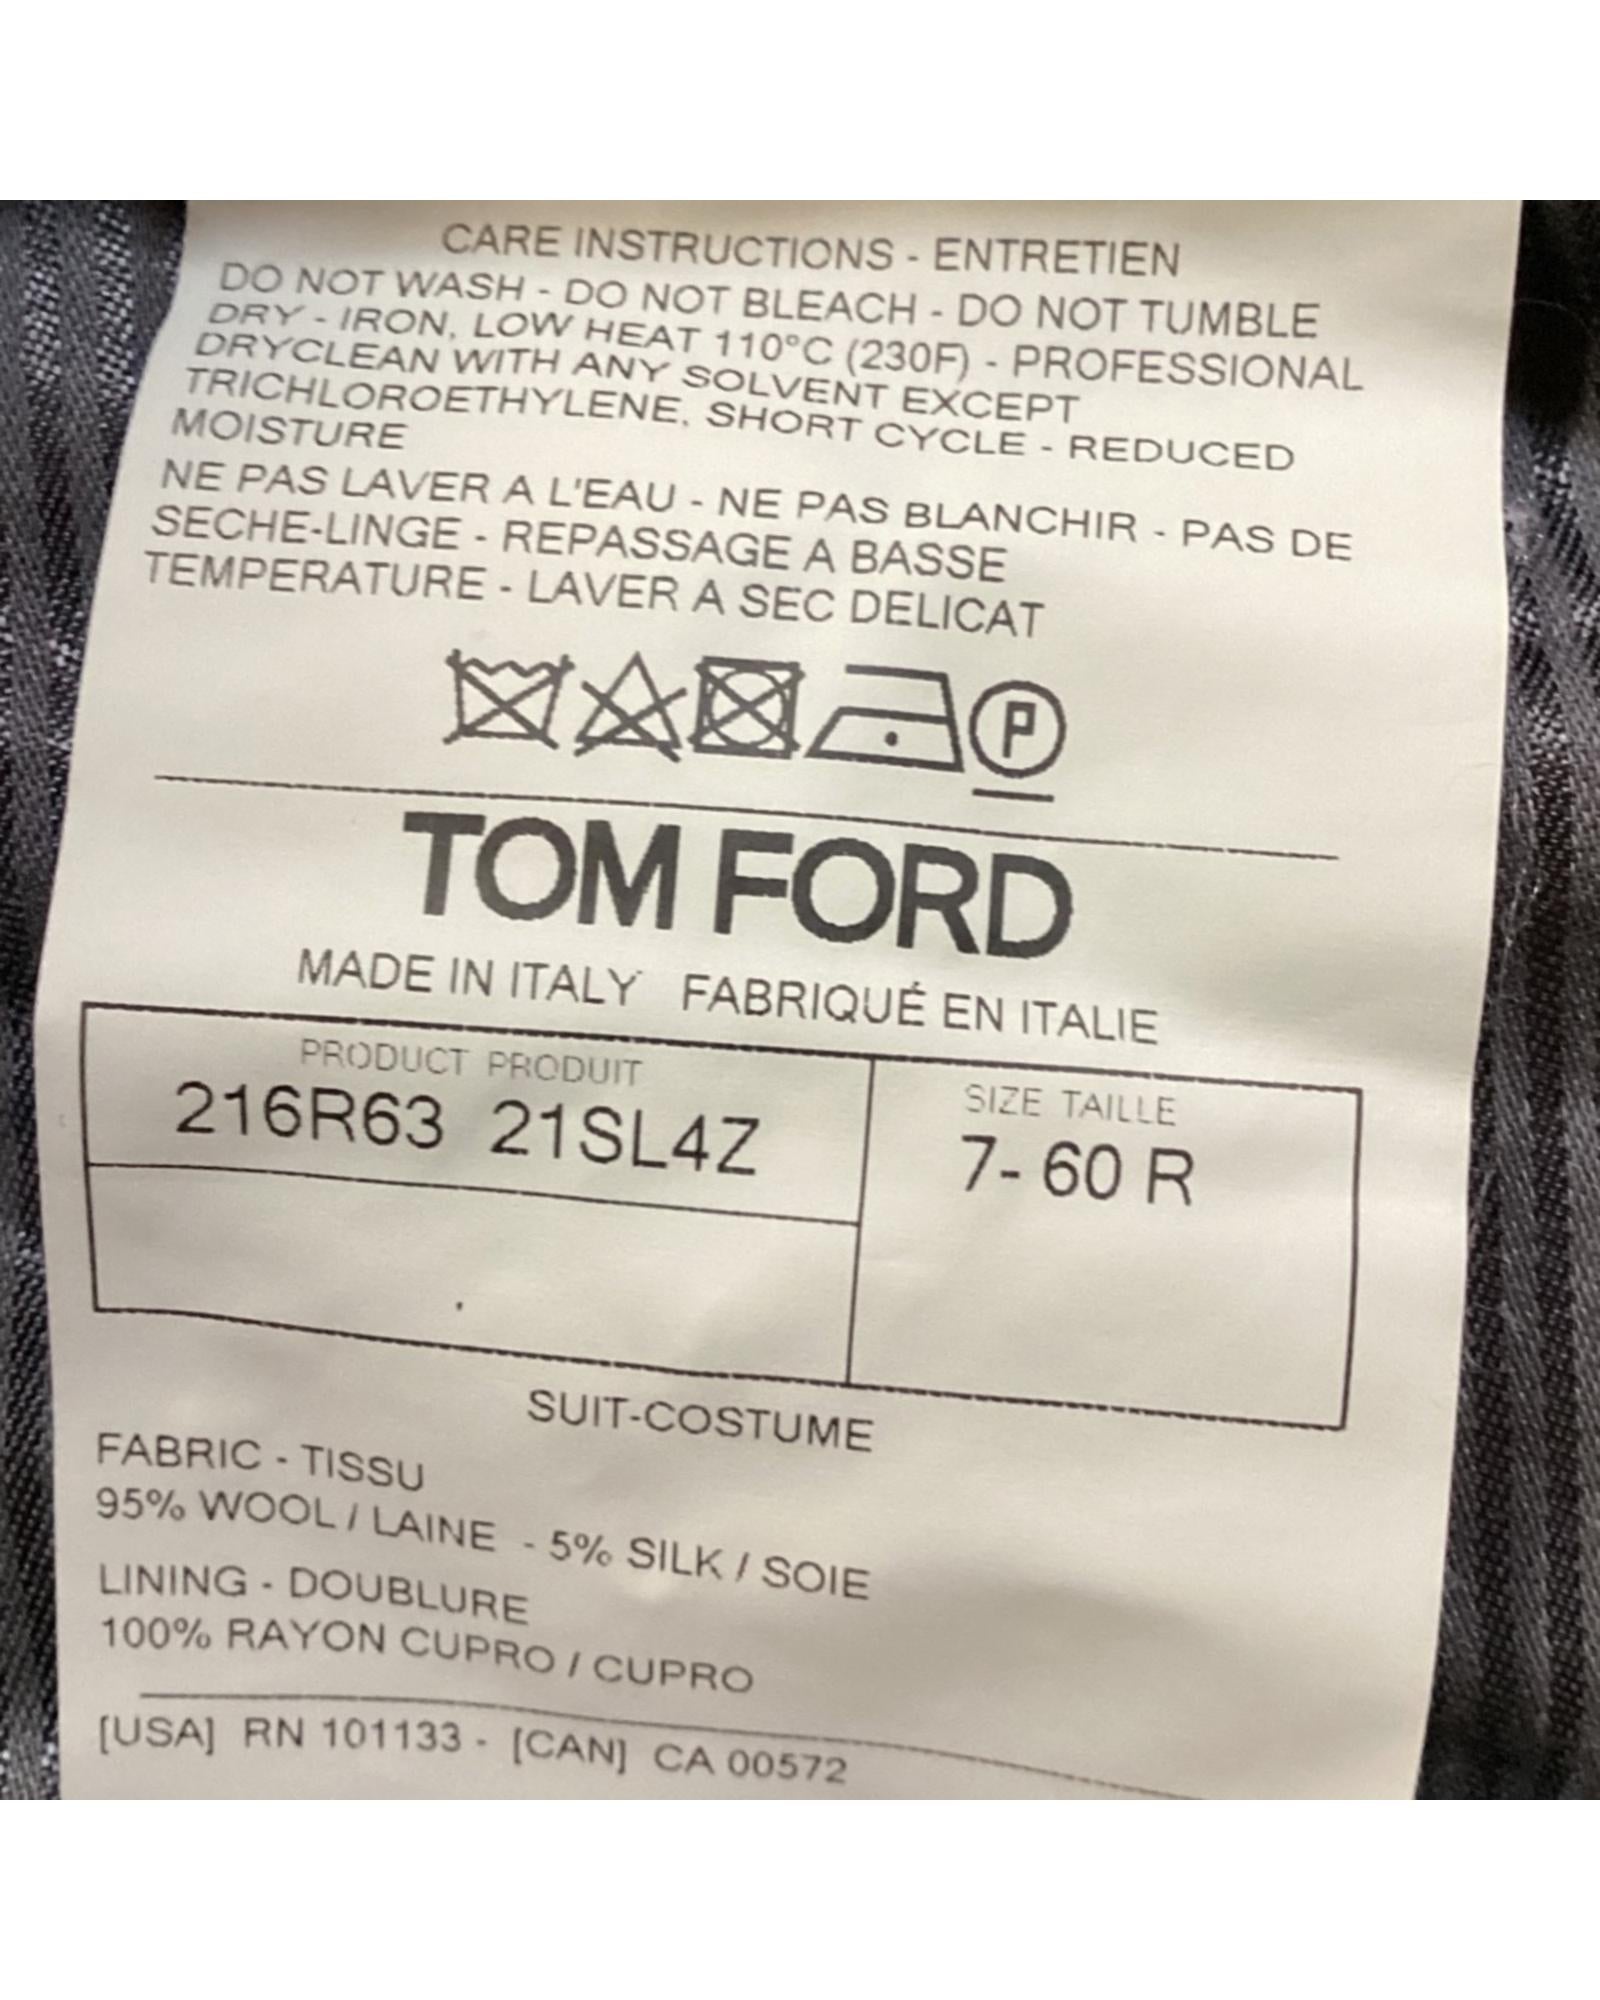 CARE INSTRUCTIONS - ENTRETIEN
DO NOT WASH - DO NOT BLEACH - DO NOT TUMBLE
DRY - IRON, LOW HEAT 110°C (230F) - PROFESSIONAL
DRYCLEAN WITH ANY SOLVENT EXCEPT
TRICHLOROETHYLENE, SHORT CYCLE - REDUCED
MOISTURE
NE PAS LAVER A L'EAU - NE PAS BLANCHIR - PAS DE
SECHE-LINGE - REPASSAGE A BASSE
TEMPERATURE - LAVER A SEC DELICAT
P
TOM FORD
MADE IN ITALY FABRIQUÉ EN ITALIE
PRODUCT PRODUIT
216R63 21SL4Z
SIZE TAILLE
7- 60 R
SUIT-COSTUME
FABRIC - TISSU
95% WOOL / LAINE - 5% SILK / SOIE
LINING - DOUBLURE
100% RAYON CUPRO / CUPRO
[USA] RN 101133 - [CAN] CA 00572